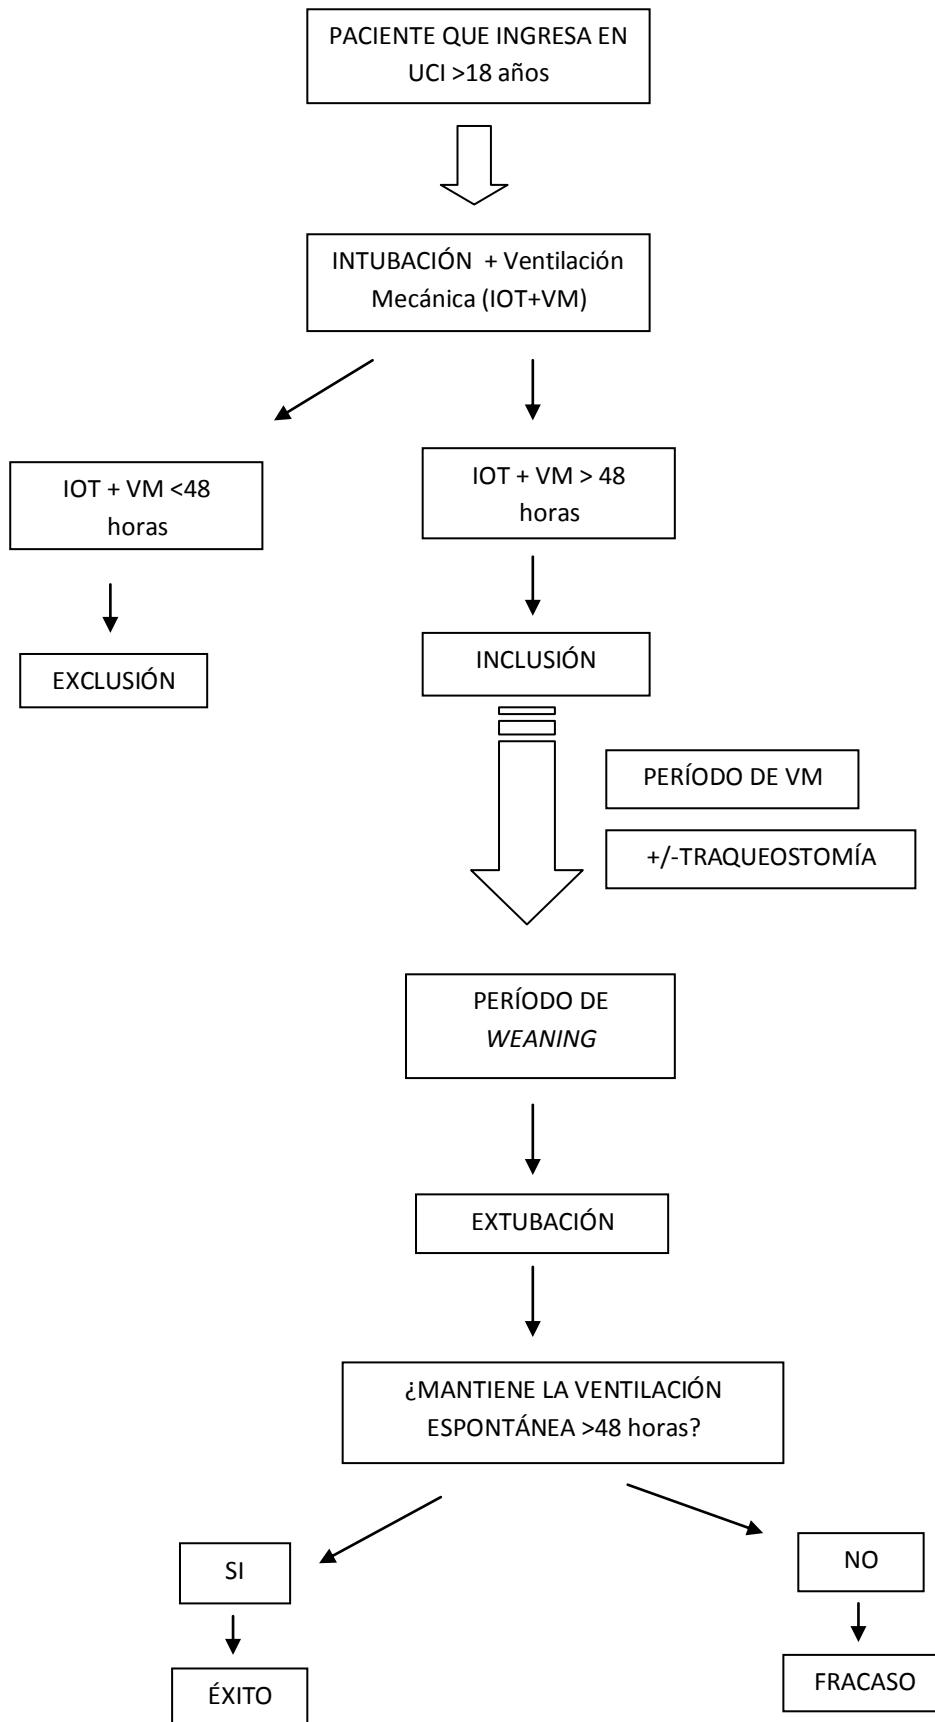 PACIENTE QUE INGRESA EN
UCI >18 años
INTUBACIÓN + Ventilación
Mecánica (IOT+VM)
IOT + VM <48
horas
IOT + VM > 48
horas
EXCLUSIÓN
INCLUSIÓN
PERÍODO DE VM
+/-TRAQUEOSTOMÍA
PERÍODO DE
WEANING
EXTUBACIÓN
¿MANTIENE LA VENTILACIÓN
ESPONTÁNEA >48 horas?
SI
NO
ÉXITO
FRACASO